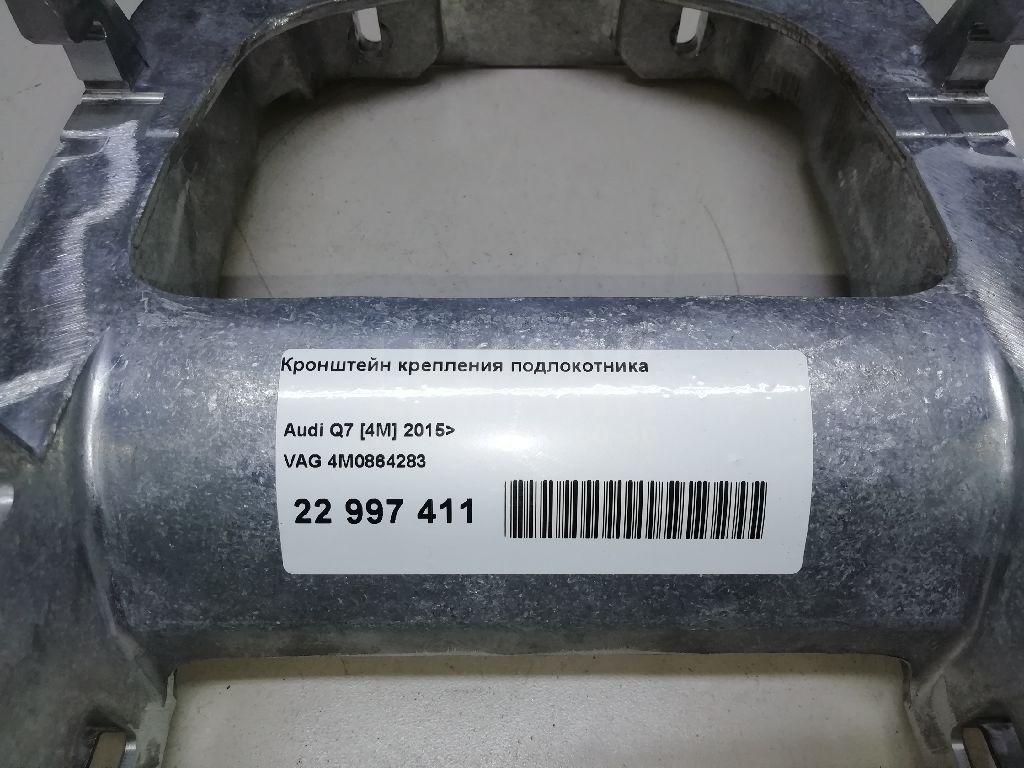 Кронштейн крепления подлокотника
Audi Q7 [4M] 2015>
VAG 4M0864283
22 997 411